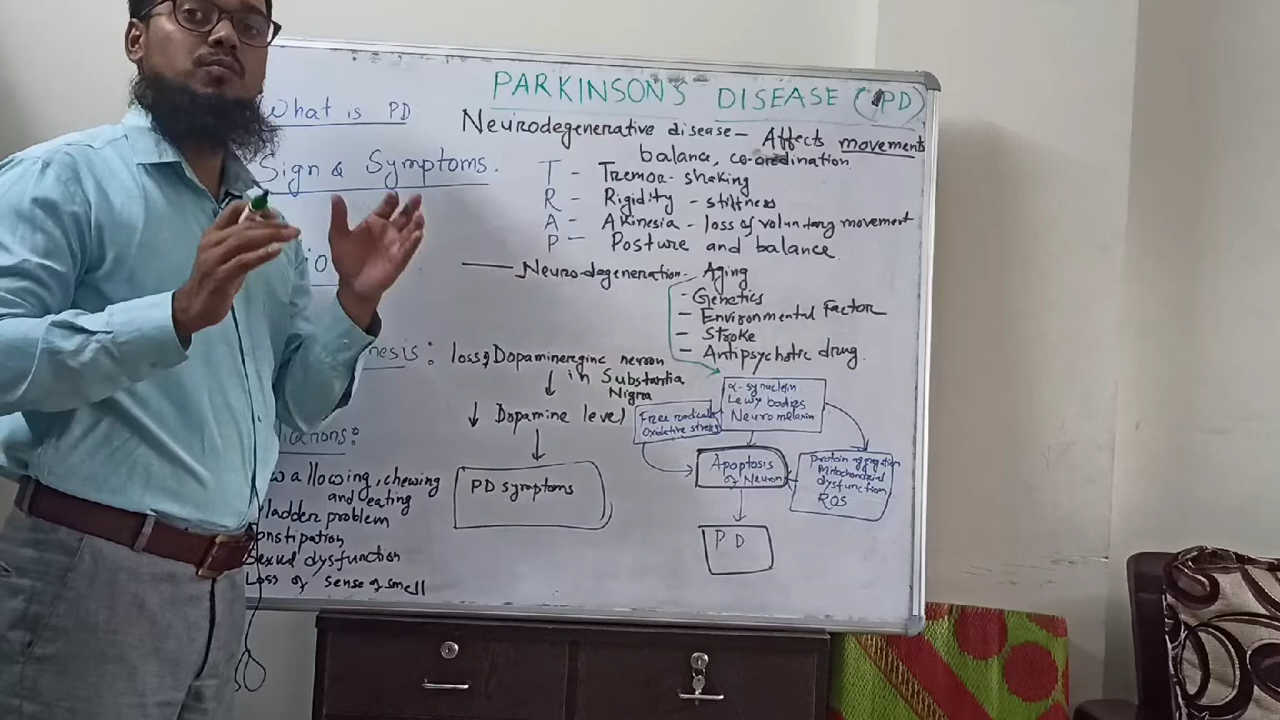 PARKINSON'S DISEASE (PD)
What is PD
Neurodegenerative disease - Affects movements
balance, co-ordination
Sign & Symptoms.
T - Tremor - shaking
R - Rigidity - stiffness
A - Akinesia - loss of voluntary movement
P - Posture and balance
Neurodegeneration - Aging
- Genetics
- Environmental Factor
- Stroke
- Antipsychotic drug.
nesis:
loss of Dopaminereginc neuron
in Substantia
Nigra
↓ Dopamine level
PD symptoms
α-synuclein
Lewy bodies
Neuromelanin
Free radicals
Oxidative stress
Apoptosis
of Neuron
Protein aggregation
Mitochondrial
dysfunction
ROS
PD
ications:
wallowing, chewing
and eating
ladder problem
onstipation
Sexual dysfunction
Loss of sense of smell